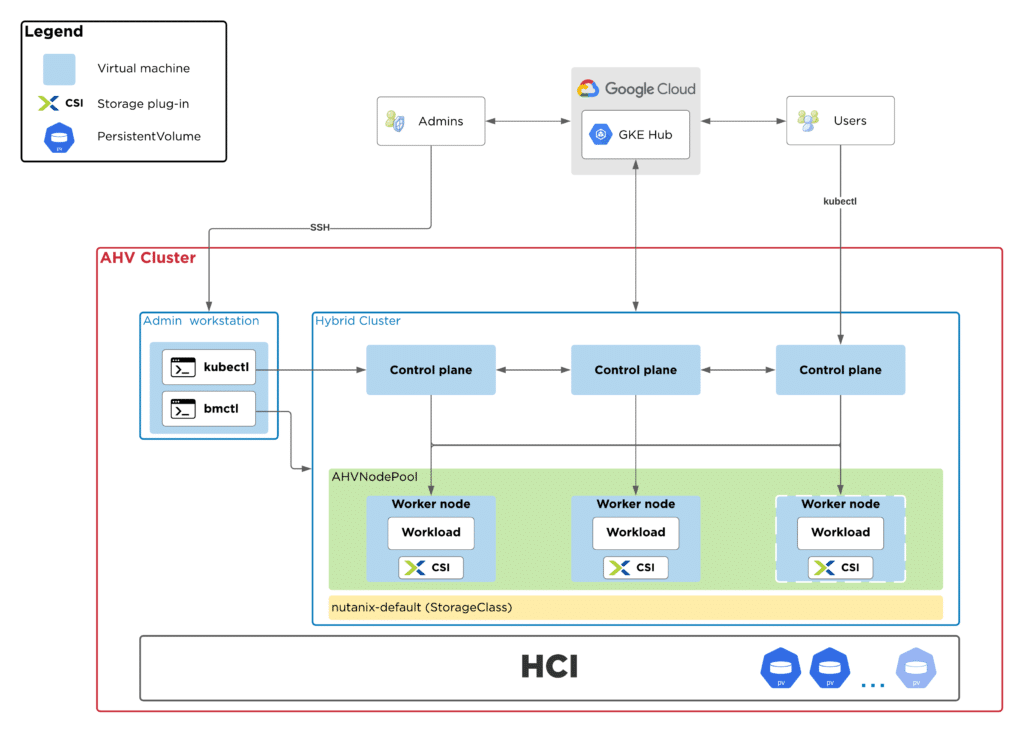 Legend
Virtual machine
CSI
Storage plug-in
pv
PersistentVolume
Google Cloud
GKE Hub
Admins
Users
kubectl
SSH
AHV Cluster
Admin workstation
kubectl
bmctl
Hybrid Cluster
Control plane
Control plane
Control plane
AHVNodePool
Worker node
Workload
CSI
Worker node
Workload
CSI
Worker node
Workload
CSI
nutanix-default (StorageClass)
HCI
pv
pv
...
pv